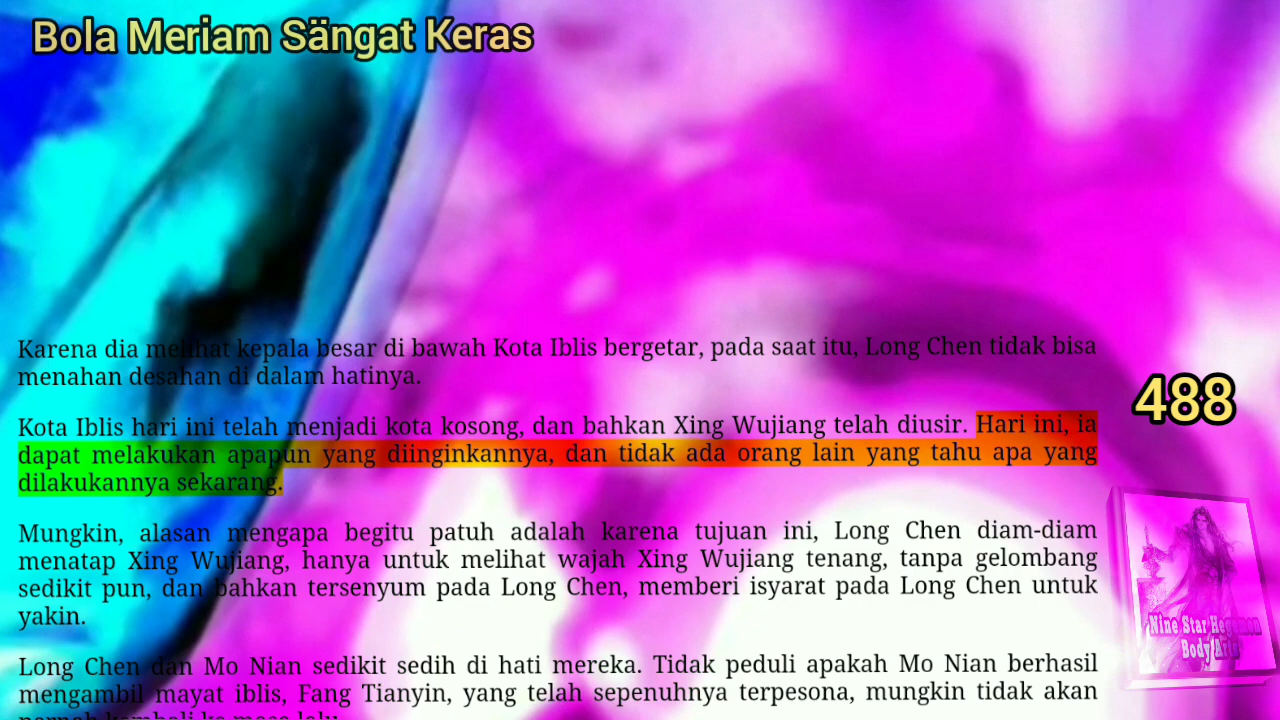 Bola Meriam Sängat Keras
Karena dia melihat kepala besar di bawah Kota Iblis bergetar, pada saat itu, Long Chen tidak bisa
menahan desahan di dalam hatinya.
Kota Iblis hari ini telah menjadi kota kosong, dan bahkan Xing Wujiang telah diusir. Hari ini, ia
dapat melakukan apapun yang diinginkannya, dan tidak ada orang lain yang tahu apa yang
dilakukannya sekarang.
488
Mungkin, alasan mengapa begitu patuh adalah karena tujuan ini, Long Chen diam-diam
menatap Xing Wujiang, hanya untuk melihat wajah Xing Wujiang tenang, tanpa gelombang
sedikit pun, dan bahkan tersenyum pada Long Chen, memberi isyarat pada Long Chen untuk
yakin.
Nine Star Hegemon
Body Arts
Long Chen dan Mo Nian sedikit sedih di hati mereka. Tidak peduli apakah Mo Nian berhasil
mengambil mayat iblis, Fang Tianyin, yang telah sepenuhnya terpesona, mungkin tidak akan
pernah kembali ke masa lalu.